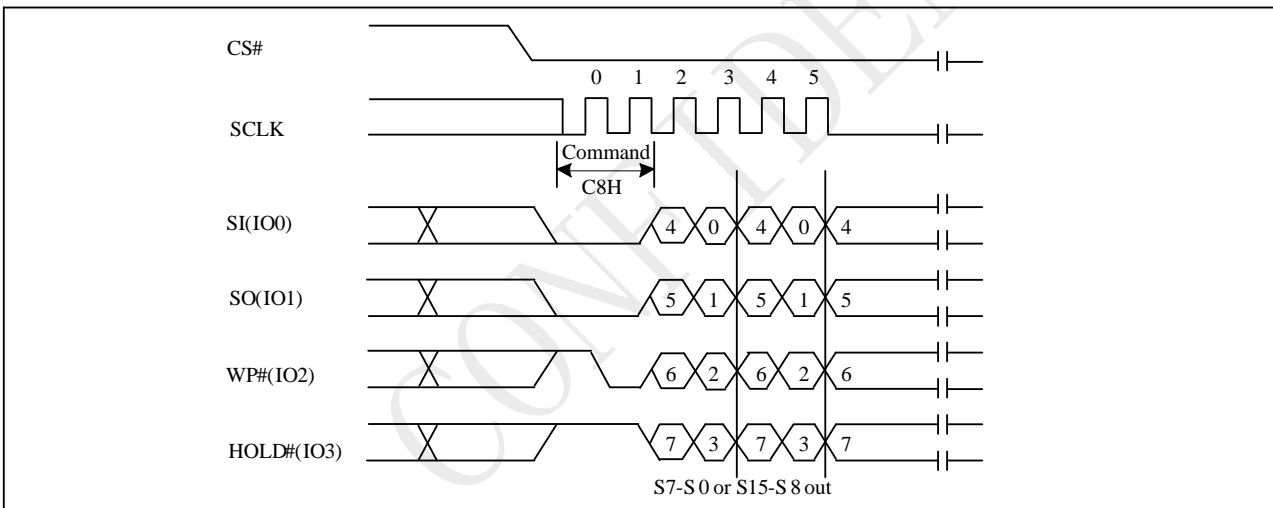 CS#
0 1 2 3 4 5
SCLK
Command
C8H
SI(IO0) 4 0 4 0 4
SO(IO1) 5 1 5 1 5
WP#(IO2) 6 2 6 2 6
HOLD#(IO3) 7 3 7 3 7
S7-S0 or S15-S8 out